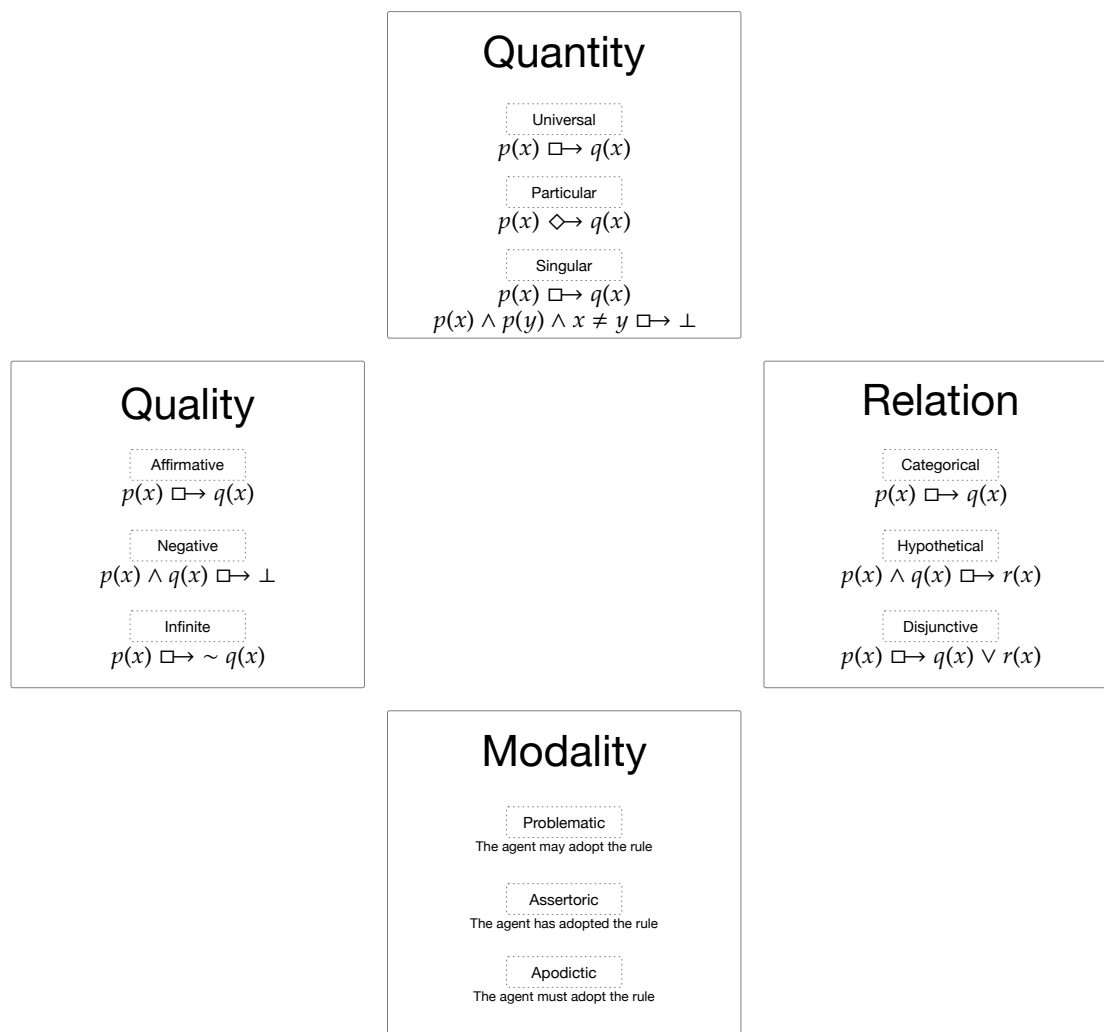 Quantity
Universal
p(x) □→ q(x)
Particular
p(x) ◇→ q(x)
Singular
p(x) □→ q(x)
p(x) ∧ p(y) ∧ x ≠ y □→ ⊥
Quality
Affirmative
p(x) □→ q(x)
Negative
p(x) ∧ q(x) □→ ⊥
Infinite
p(x) □→ ∼ q(x)
Relation
Categorical
p(x) □→ q(x)
Hypothetical
p(x) ∧ q(x) □→ r(x)
Disjunctive
p(x) □→ q(x) ∨ r(x)
Modality
Problematic
The agent may adopt the rule
Assertoric
The agent has adopted the rule
Apodictic
The agent must adopt the rule